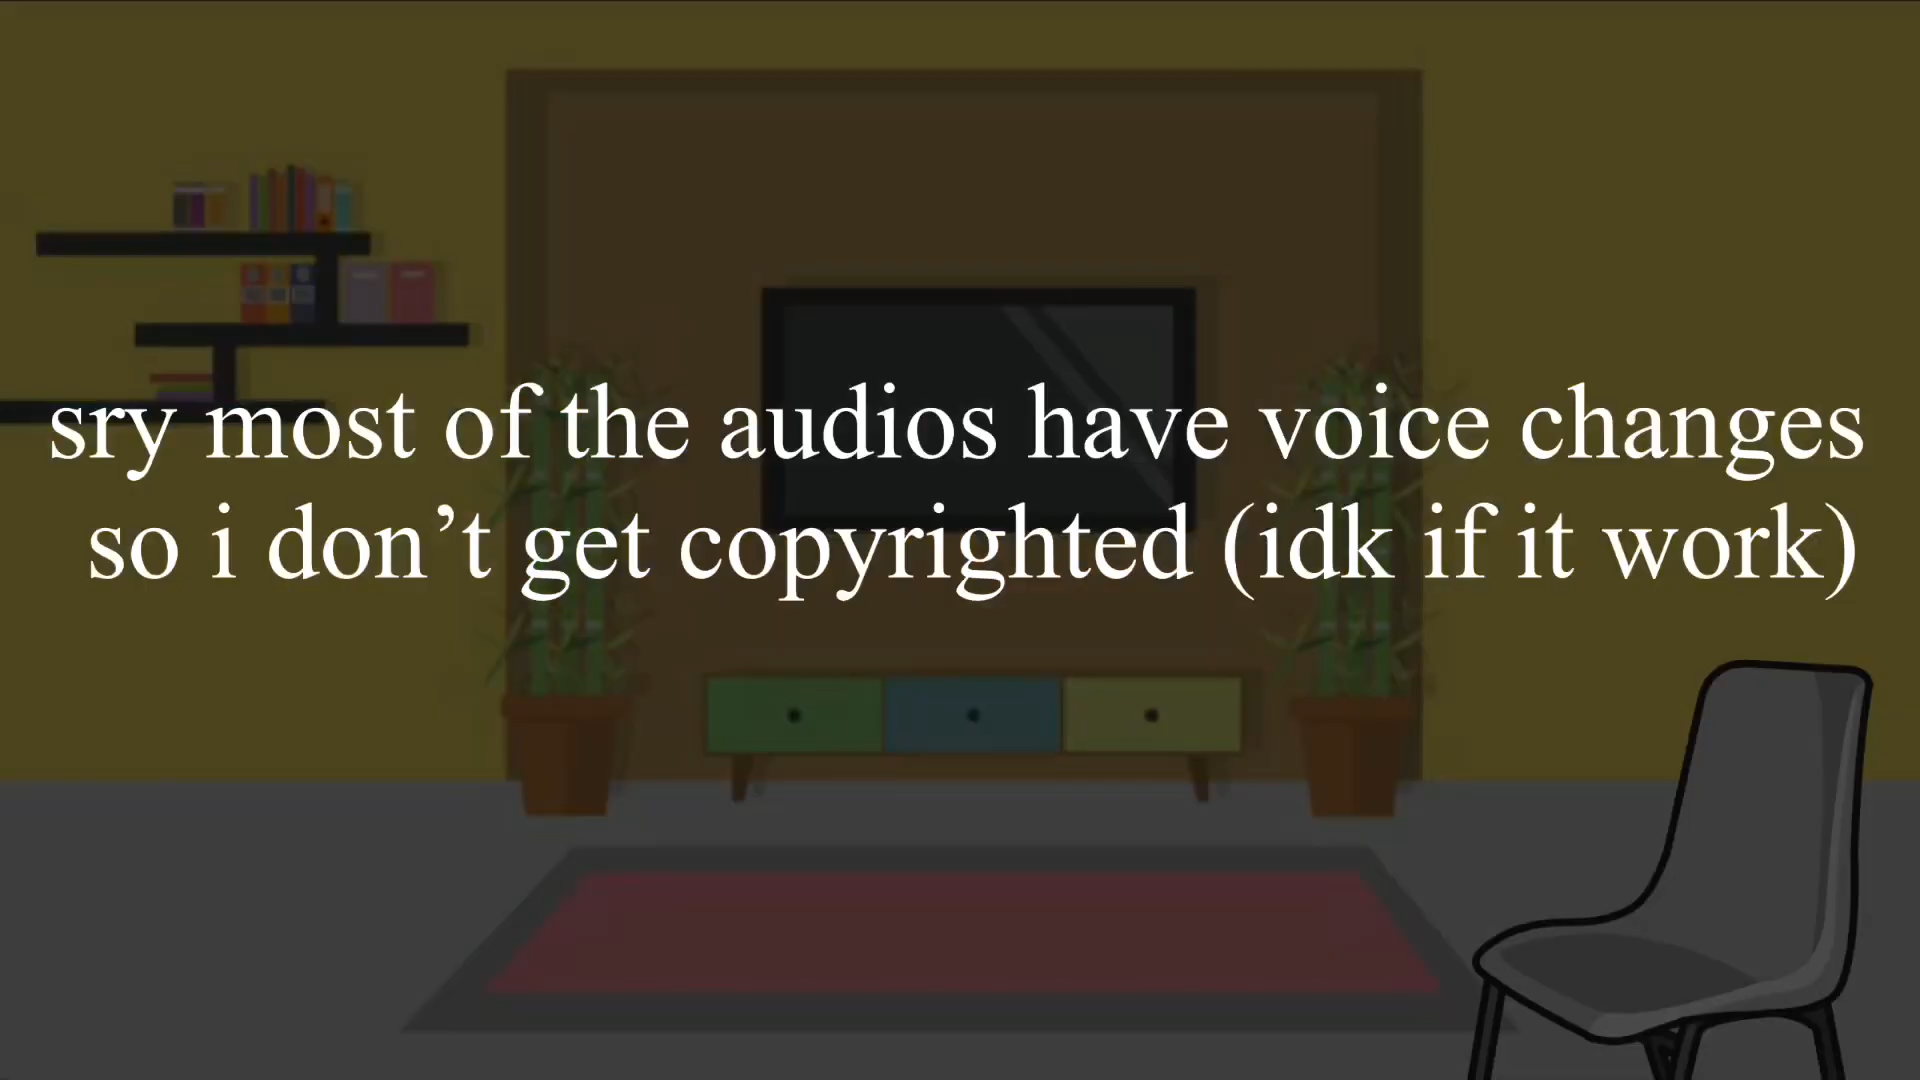 sry most of the audios have voice changes
so i don’t get copyrighted (idk if it work)